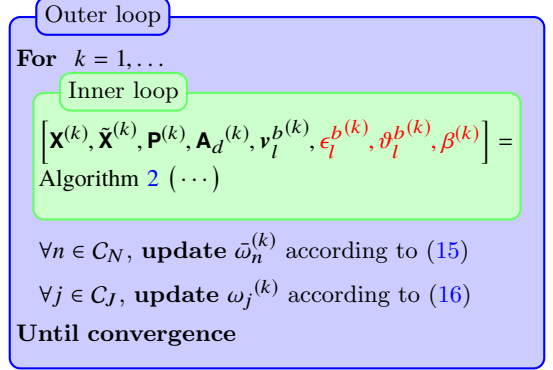 Outer loop
For k = 1, . . .
Inner loop
[𝐗^(k), 𝐗̃^(k), 𝐏^(k), 𝐀_d^(k), 𝝂_l^b^(k), ϵ_l^b^(k), ϑ_l^b^(k), β^(k)] =
Algorithm 2 (· · ·)
∀n ∈ 𝒞_N, update ω̄_n^(k) according to (15)
∀j ∈ 𝒞_J, update ω_j^(k) according to (16)
Until convergence